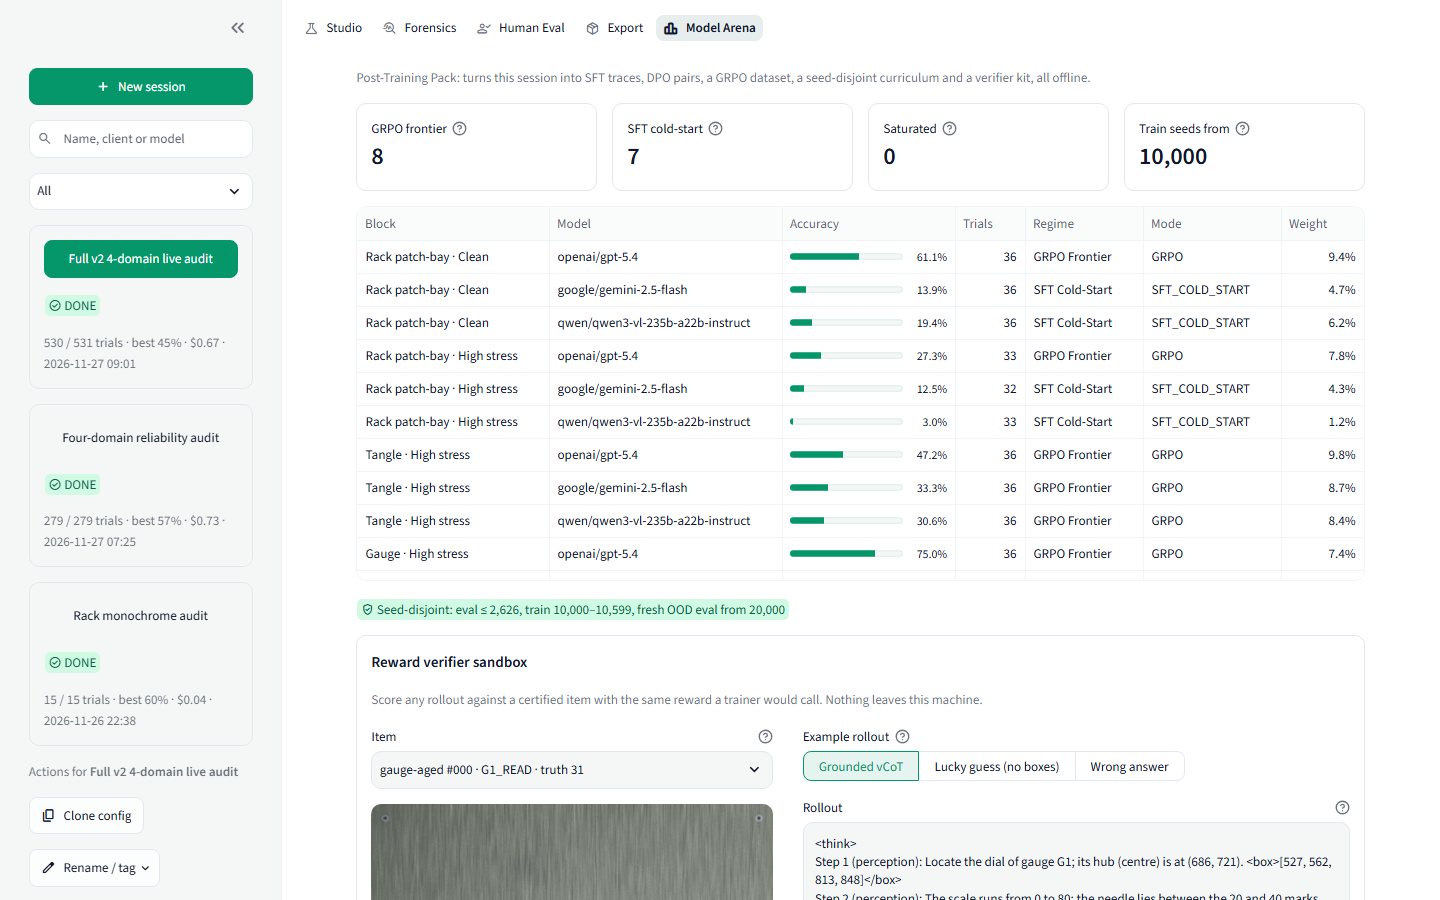 Studio
Forensics
Human Eval
Export
Model Arena
New session
Name, client or model
All
Full v2 4-domain live audit
DONE
530 / 531 trials · best 45% · $0.67 ·
2026-11-27 09:01
Four-domain reliability audit
DONE
279 / 279 trials · best 57% · $0.73 ·
2026-11-27 07:25
Rack monochrome audit
DONE
15 / 15 trials · best 60% · $0.04 ·
2026-11-26 22:38
Actions for Full v2 4-domain live audit
Clone config
Rename / tag
Post-Training Pack: turns this session into SFT traces, DPO pairs, a GRPO dataset, a seed-disjoint curriculum and a verifier kit, all offline.
GRPO frontier
8
SFT cold-start
7
Saturated
0
Train seeds from
10,000
Block Model Accuracy Trials Regime Mode Weight
Rack patch-bay · Clean openai/gpt-5.4 61.1% 36 GRPO Frontier GRPO 9.4%
Rack patch-bay · Clean google/gemini-2.5-flash 13.9% 36 SFT Cold-Start SFT_COLD_START 4.7%
Rack patch-bay · Clean qwen/qwen3-vl-235b-a22b-instruct 19.4% 36 SFT Cold-Start SFT_COLD_START 6.2%
Rack patch-bay · High stress openai/gpt-5.4 27.3% 33 GRPO Frontier GRPO 7.8%
Rack patch-bay · High stress google/gemini-2.5-flash 12.5% 32 SFT Cold-Start SFT_COLD_START 4.3%
Rack patch-bay · High stress qwen/qwen3-vl-235b-a22b-instruct 3.0% 33 SFT Cold-Start SFT_COLD_START 1.2%
Tangle · High stress openai/gpt-5.4 47.2% 36 GRPO Frontier GRPO 9.8%
Tangle · High stress google/gemini-2.5-flash 33.3% 36 GRPO Frontier GRPO 8.7%
Tangle · High stress qwen/qwen3-vl-235b-a22b-instruct 30.6% 36 GRPO Frontier GRPO 8.4%
Gauge · High stress openai/gpt-5.4 75.0% 36 GRPO Frontier GRPO 7.4%
Seed-disjoint: eval ≤ 2,626, train 10,000–10,599, fresh OOD eval from 20,000
Reward verifier sandbox
Score any rollout against a certified item with the same reward a trainer would call. Nothing leaves this machine.
Item
gauge-aged #000 · G1_READ · truth 31
Example rollout
Grounded vCoT
Lucky guess (no boxes)
Wrong answer
Rollout
<think>
Step 1 (perception): Locate the dial of gauge G1; its hub (centre) is at (686, 721). <box>[527, 562,
813, 848]</box>
Step 2 (perception): The scale runs from 0 to 80; the needle lies between the 20 and 40 marks.